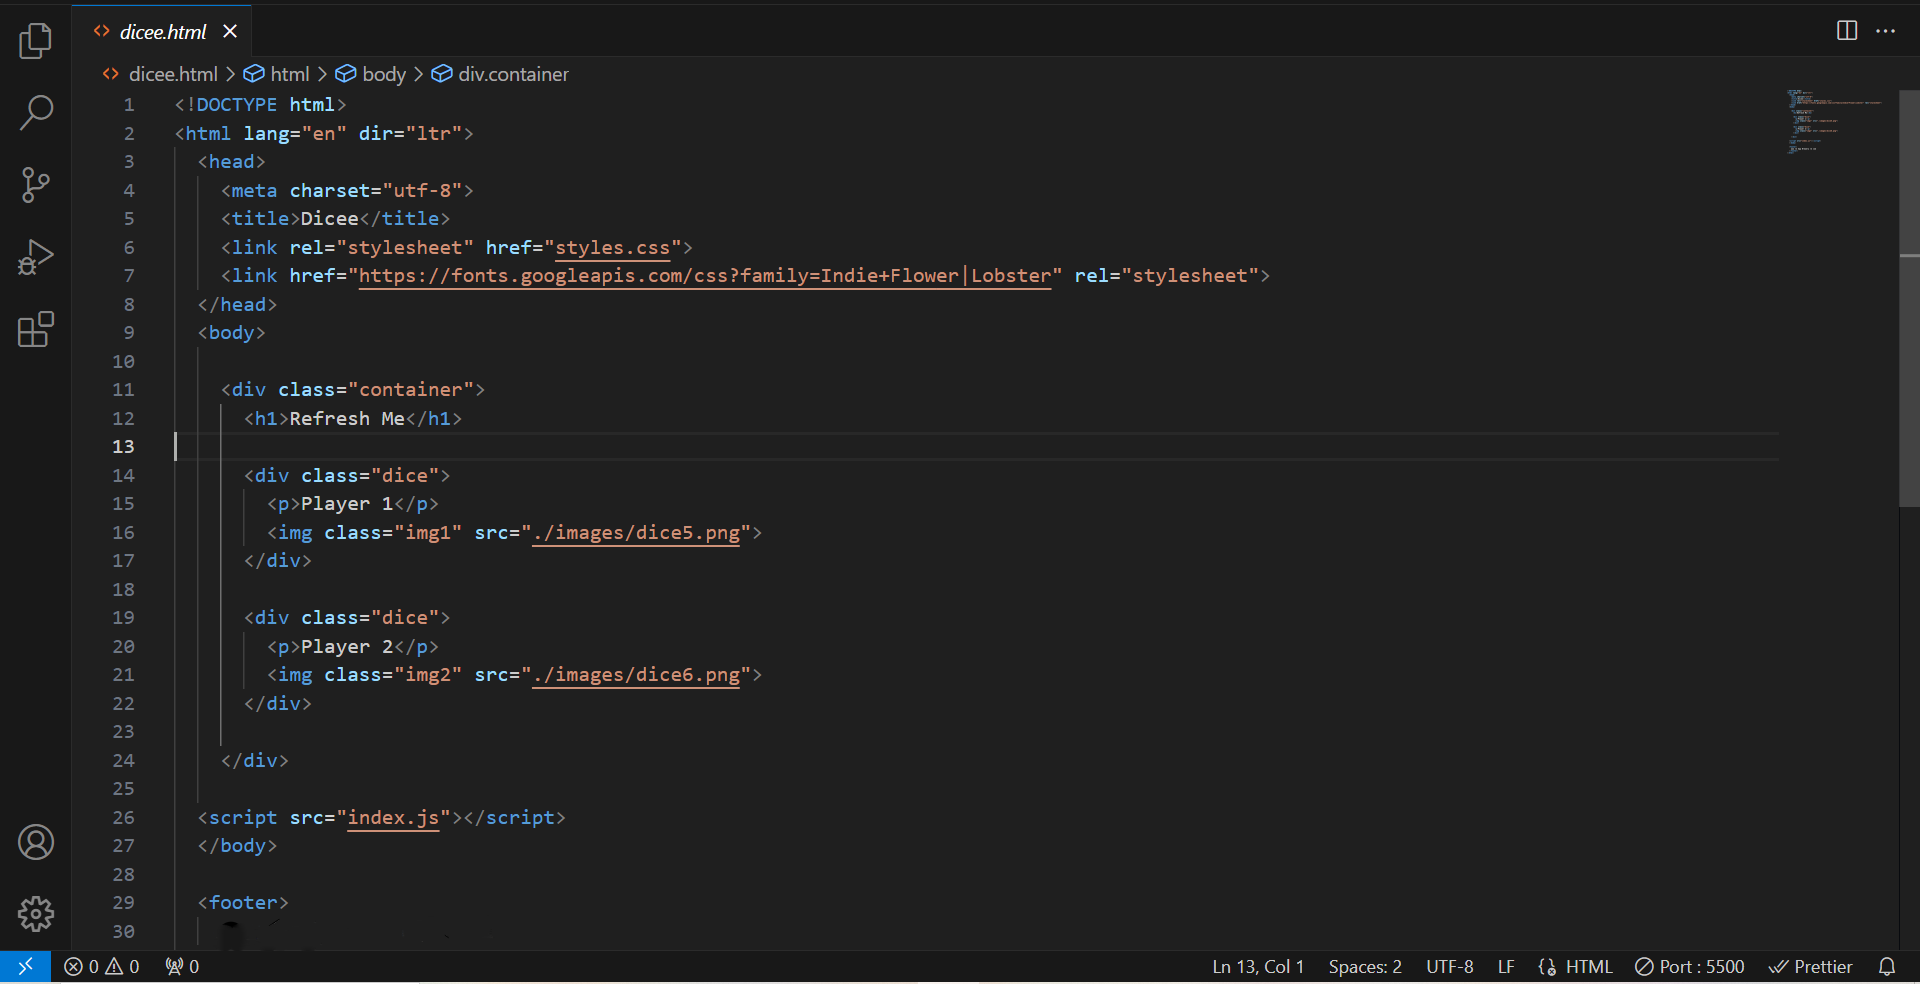 dicee.html
dicee.html > html > body > div.container
1 <!DOCTYPE html>
2 <html lang="en" dir="ltr">
3 <head>
4 <meta charset="utf-8">
5 <title>Dicee</title>
6 <link rel="stylesheet" href="styles.css">
7 <link href="https://fonts.googleapis.com/css?family=Indie+Flower|Lobster" rel="stylesheet">
8 </head>
9 <body>
10
11 <div class="container">
12 <h1>Refresh Me</h1>
13
14 <div class="dice">
15 <p>Player 1</p>
16 <img class="img1" src="./images/dice5.png">
17 </div>
18
19 <div class="dice">
20 <p>Player 2</p>
21 <img class="img2" src="./images/dice6.png">
22 </div>
23
24 </div>
25
26 <script src="index.js"></script>
27 </body>
28
29 <footer>
30
0 0 0 Ln 13, Col 1 Spaces: 2 UTF-8 LF HTML Port : 5500 Prettier